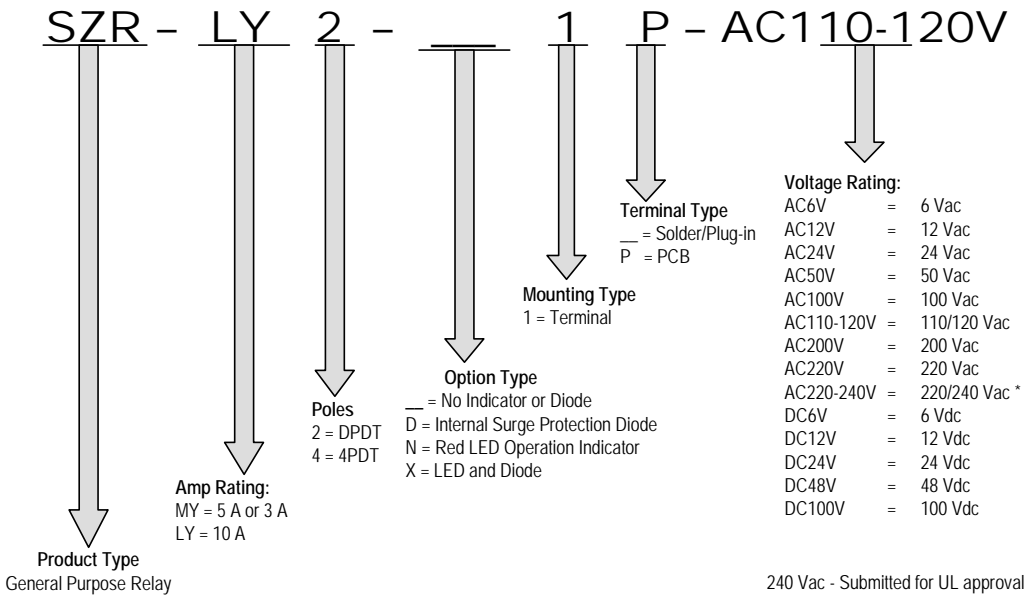 SZR – LY 2 – __ 1 P – AC110-120V
Voltage Rating:
AC6V = 6 Vac
AC12V = 12 Vac
AC24V = 24 Vac
AC50V = 50 Vac
AC100V = 100 Vac
AC110-120V = 110/120 Vac
AC200V = 200 Vac
AC220V = 220 Vac
AC220-240V = 220/240 Vac *
DC6V = 6 Vdc
DC12V = 12 Vdc
DC24V = 24 Vdc
DC48V = 48 Vdc
DC100V = 100 Vdc
Terminal Type
__ = Solder/Plug-in
P = PCB
Mounting Type
1 = Terminal
Option Type
__ = No Indicator or Diode
D = Internal Surge Protection Diode
N = Red LED Operation Indicator
X = LED and Diode
Poles
2 = DPDT
4 = 4PDT
Amp Rating:
MY = 5 A or 3 A
LY = 10 A
Product Type
General Purpose Relay
240 Vac - Submitted for UL approval